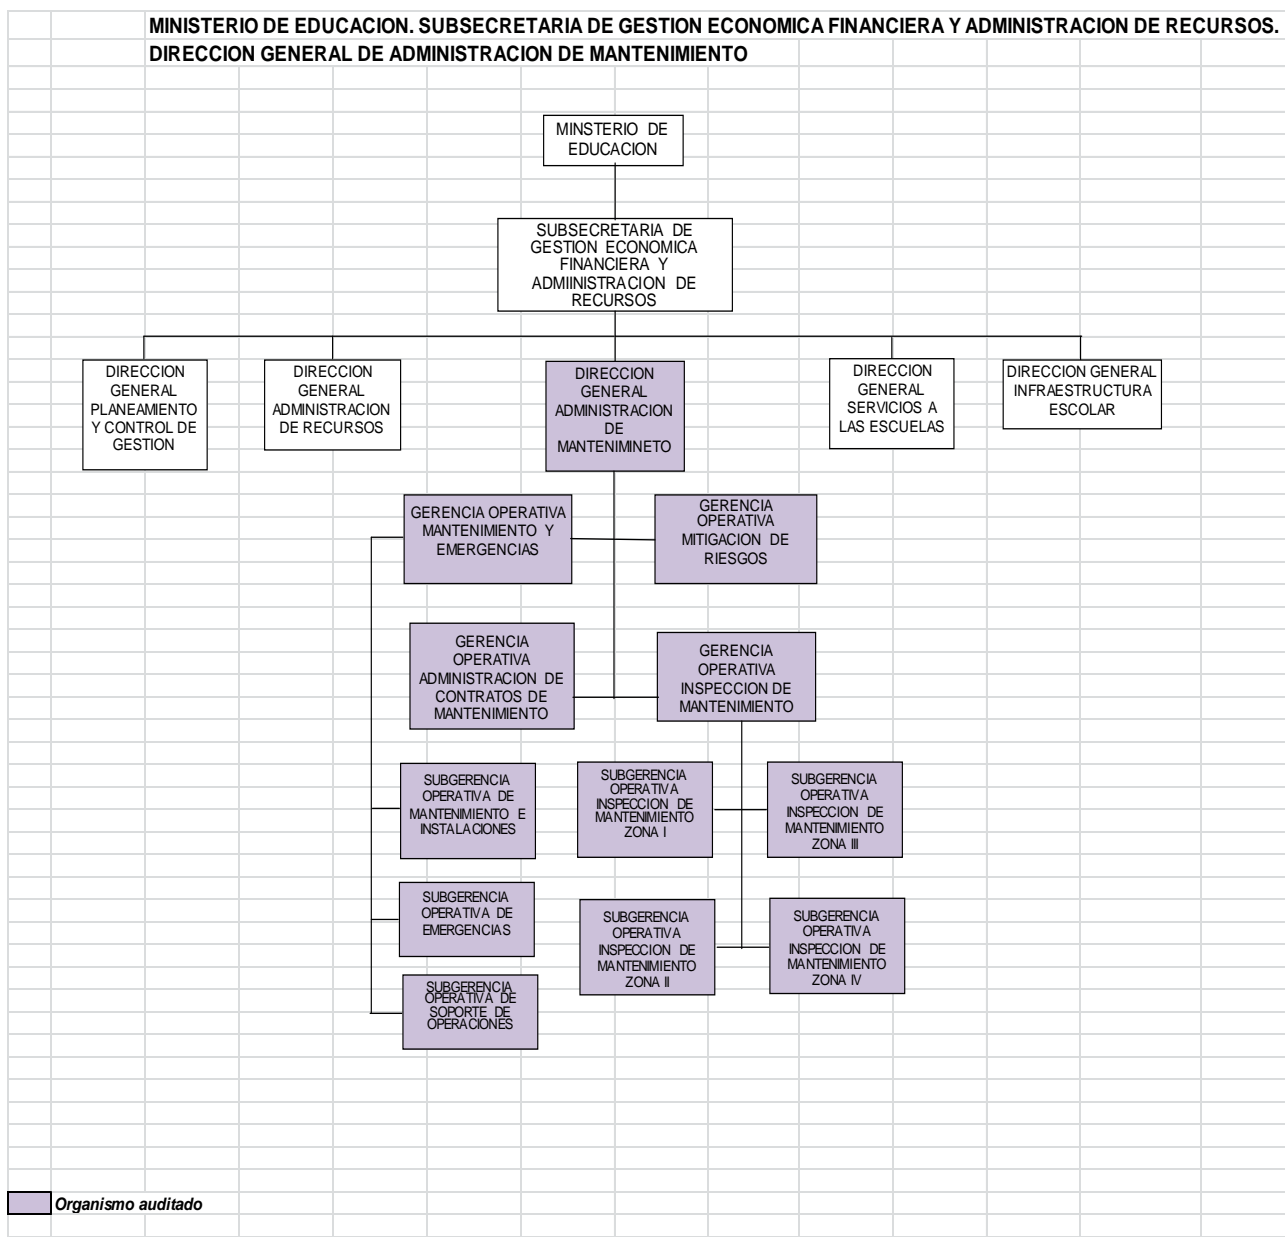 MINISTERIO DE EDUCACION. SUBSECRETARIA DE GESTION ECONOMICA FINANCIERA Y ADMINISTRACION DE RECURSOS.
DIRECCION GENERAL DE ADMINISTRACION DE MANTENIMIENTO
MINSTERIO DE
EDUCACION
SUBSECRETARIA DE
GESTION ECONOMICA
FINANCIERA Y
ADMIINISTRACION DE
RECURSOS
DIRECCION
GENERAL
PLANEAMIENTO
Y CONTROL DE
GESTION
DIRECCION
GENERAL
ADMINISTRACION
DE RECURSOS
DIRECCION
GENERAL
ADMINISTRACION
DE
MANTENIMINETO
DIRECCION
GENERAL
SERVICIOS A
LAS ESCUELAS
DIRECCION GENERAL
INFRAESTRUCTURA
ESCOLAR
GERENCIA OPERATIVA
MANTENIMIENTO Y
EMERGENCIAS
GERENCIA
OPERATIVA
MITIGACION DE
RIESGOS
GERENCIA
OPERATIVA
ADMINISTRACION DE
CONTRATOS DE
MANTENIMIENTO
GERENCIA
OPERATIVA
INSPECCION DE
MANTENIMIENTO
SUBGERENCIA
OPERATIVA DE
MANTENIMIENTO E
INSTALACIONES
SUBGERENCIA
OPERATIVA
INSPECCION DE
MANTENIMIENTO
ZONA I
SUBGERENCIA
OPERATIVA
INSPECCION DE
MANTENIMIENTO
ZONA III
SUBGERENCIA
OPERATIVA DE
EMERGENCIAS
SUBGERENCIA
OPERATIVA
INSPECCION DE
MANTENIMIENTO
ZONA II
SUBGERENCIA
OPERATIVA
INSPECCION DE
MANTENIMIENTO
ZONA IV
SUBGERENCIA
OPERATIVA DE
SOPORTE DE
OPERACIONES
Organismo auditado